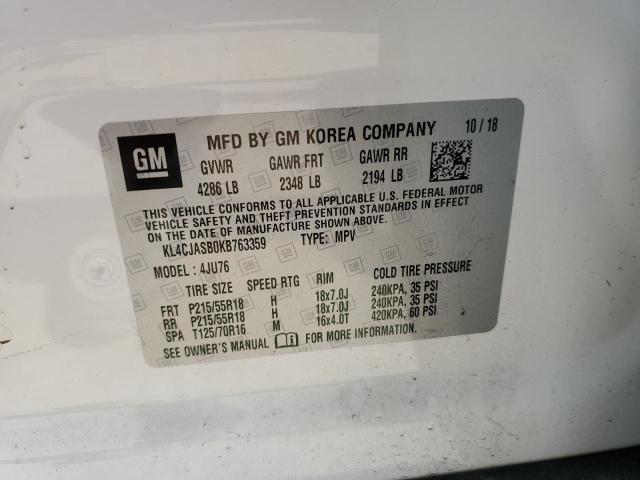 GM
MFD BY GM KOREA COMPANY 10/18
GVWR GAWR FRT GAWR RR
4286 LB 2348 LB 2194 LB
THIS VEHICLE CONFORMS TO ALL APPLICABLE U.S. FEDERAL MOTOR
VEHICLE SAFETY AND THEFT PREVENTION STANDARDS IN EFFECT
ON THE DATE OF MANUFACTURE SHOWN ABOVE.
KL4CJASB0KB763359 TYPE: MPV
MODEL: 4JU76
TIRE SIZE SPEED RTG RIM COLD TIRE PRESSURE
FRT P215/55R18 H 18x7.0J 240KPA, 35 PSI
RR P215/55R18 H 18x7.0J 240KPA, 35 PSI
SPA T125/70R16 M 16x4.0T 420KPA, 60 PSI
SEE OWNER'S MANUAL FOR MORE INFORMATION.